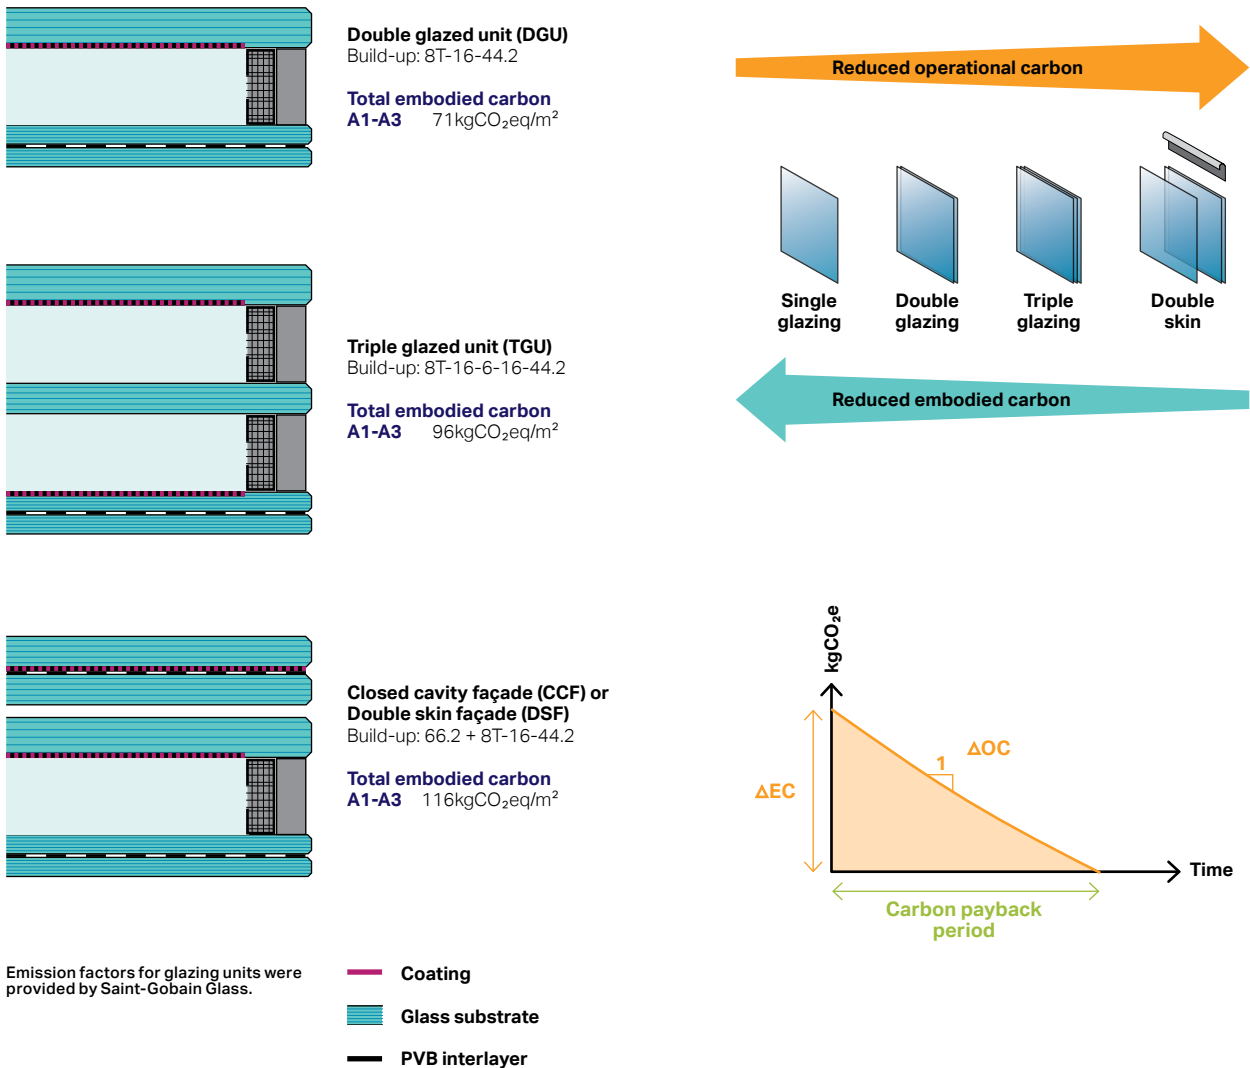 Double glazed unit (DGU)
Build-up: 8T-16-44.2
Total embodied carbon
A1-A3 71kgCO₂eq/m²
Triple glazed unit (TGU)
Build-up: 8T-16-6-16-44.2
Total embodied carbon
A1-A3 96kgCO₂eq/m²
Closed cavity façade (CCF) or
Double skin façade (DSF)
Build-up: 66.2 + 8T-16-44.2
Total embodied carbon
A1-A3 116kgCO₂eq/m²
Emission factors for glazing units were
provided by Saint-Gobain Glass.
Coating
Glass substrate
PVB interlayer
Reduced operational carbon
Single
glazing
Double
glazing
Triple
glazing
Double
skin
Reduced embodied carbon
kgCO₂e
ΔEC
1
ΔOC
Time
Carbon payback
period